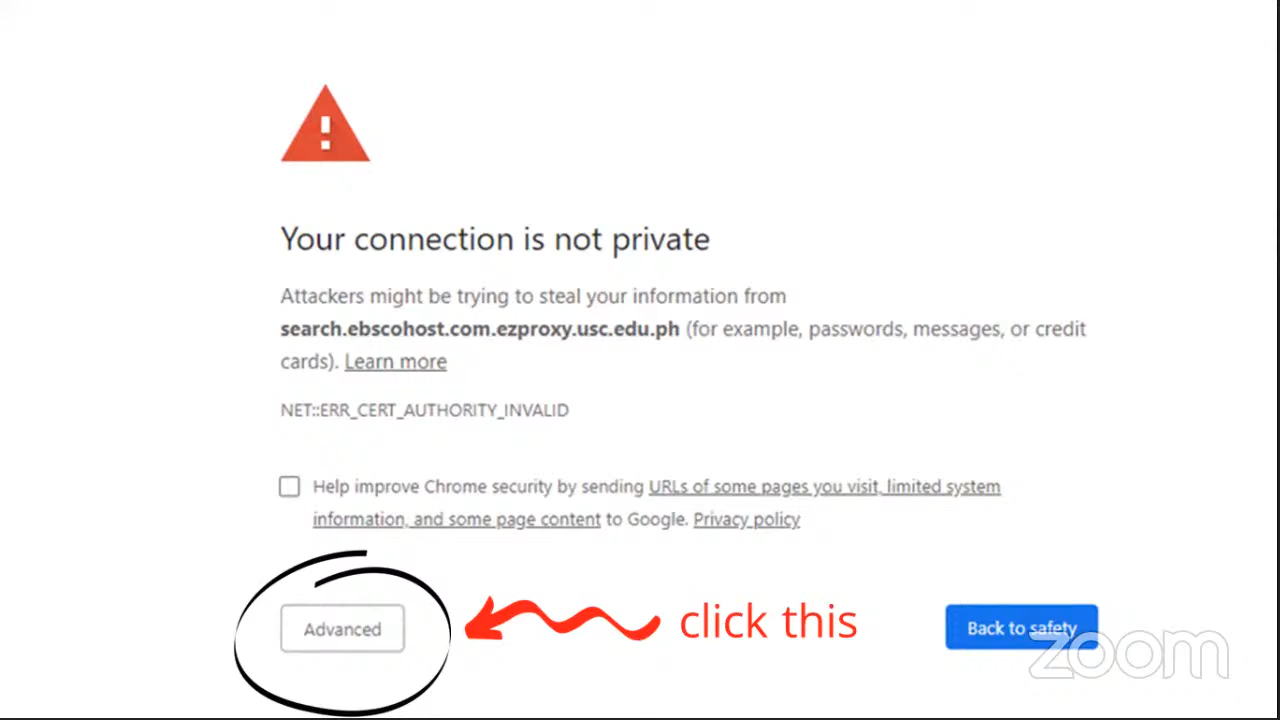 Your connection is not private
Attackers might be trying to steal your information from
search.ebscohost.com.ezproxy.usc.edu.ph (for example, passwords, messages, or credit
cards). Learn more
NET::ERR_CERT_AUTHORITY_INVALID
Help improve Chrome security by sending URLs of some pages you visit, limited system
information, and some page content to Google. Privacy policy
Advanced
click this
Back to safety
zoom